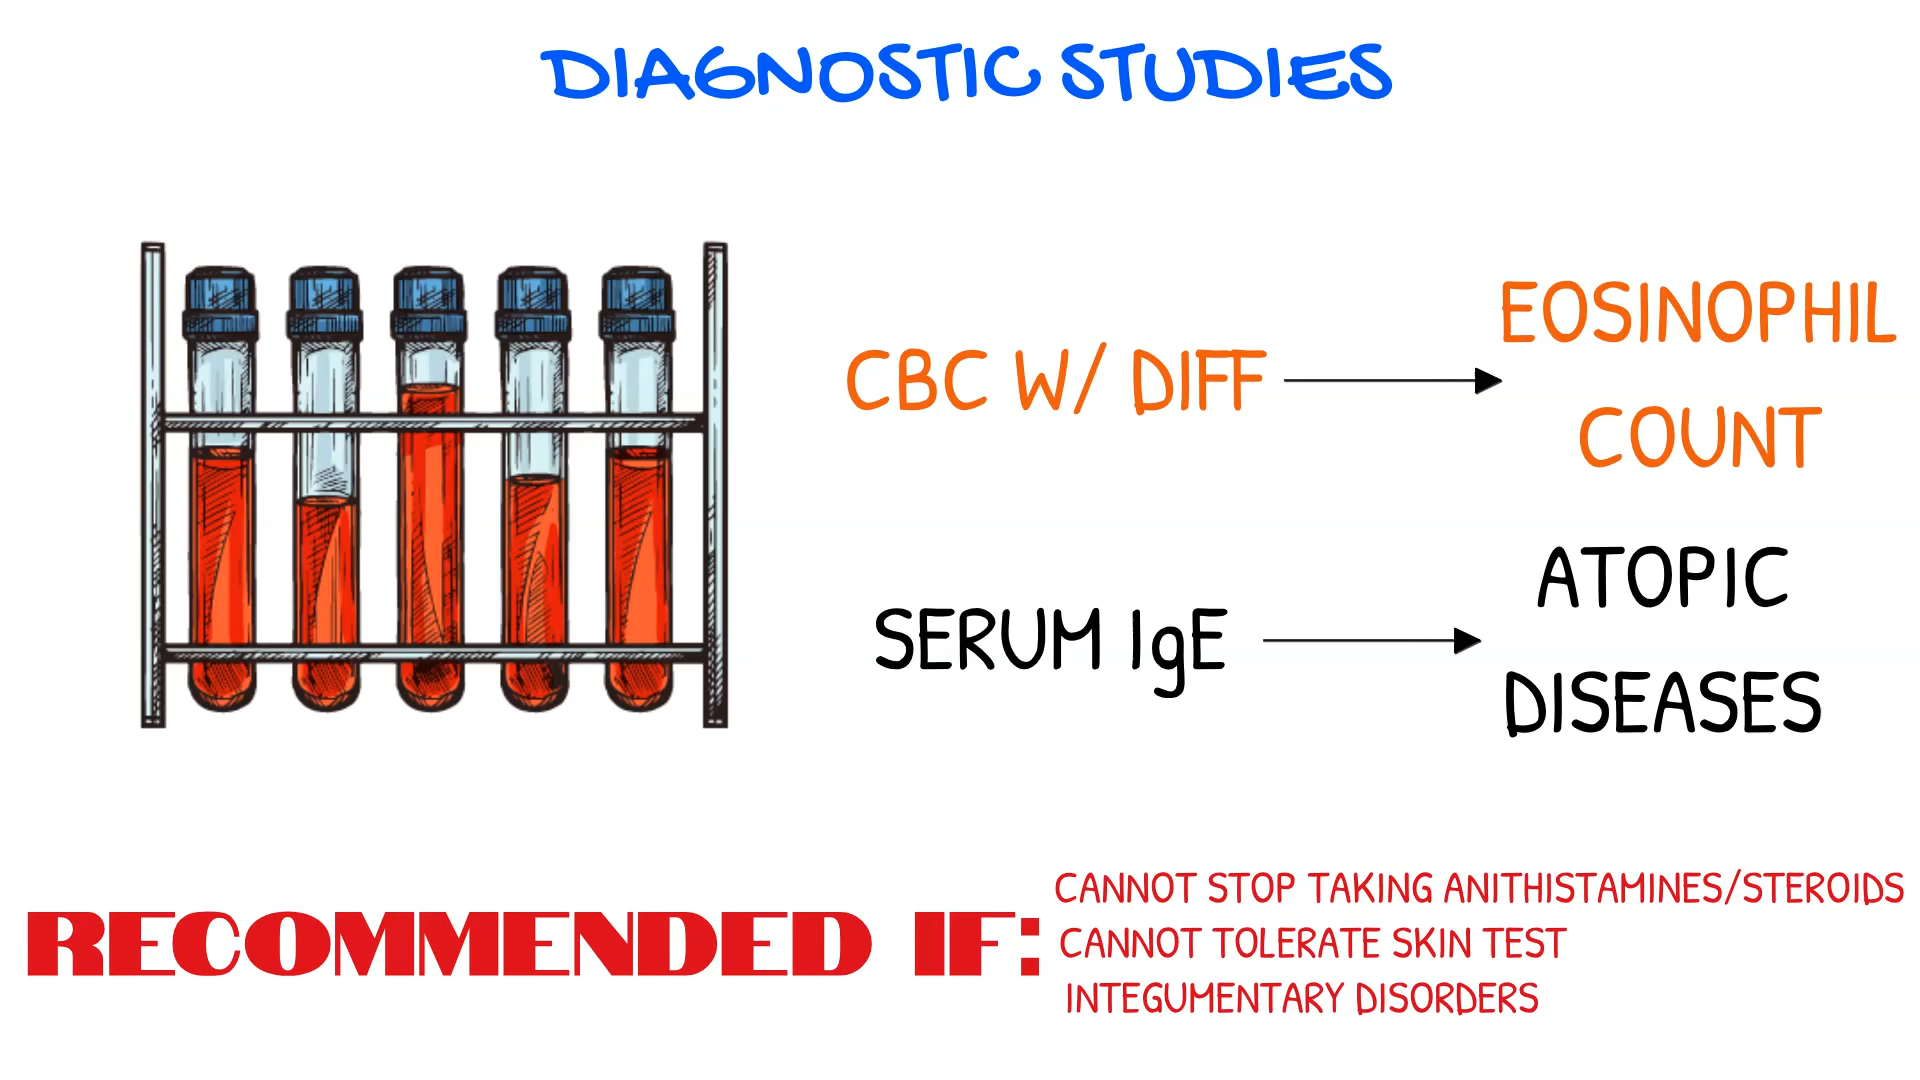 DIAGNOSTIC STUDIES
CBC W/ DIFF
EOSINOPHIL
COUNT
SERUM IgE
ATOPIC
DISEASES
RECOMMENDED IF:
CANNOT STOP TAKING ANITHISTAMINES/STEROIDS
CANNOT TOLERATE SKIN TEST
INTEGUMENTARY DISORDERS